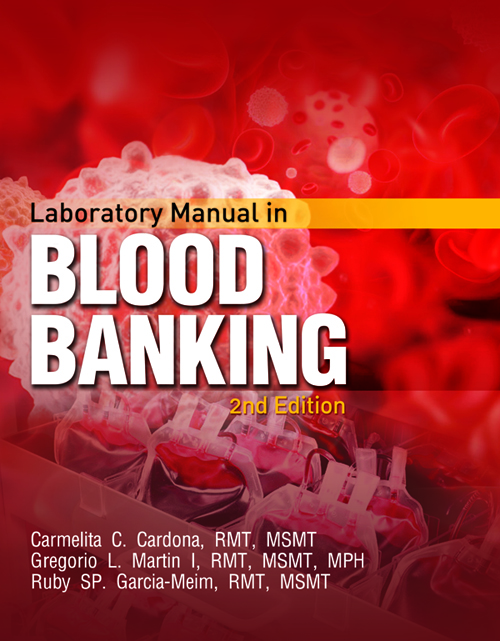 Laboratory Manual in
BLOOD
BANKING
2nd Edition
Carmelita C. Cardona, RMT, MSMT
Gregorio L. Martin I, RMT, MSMT, MPH
Ruby SP. Garcia-Meim, RMT, MSMT